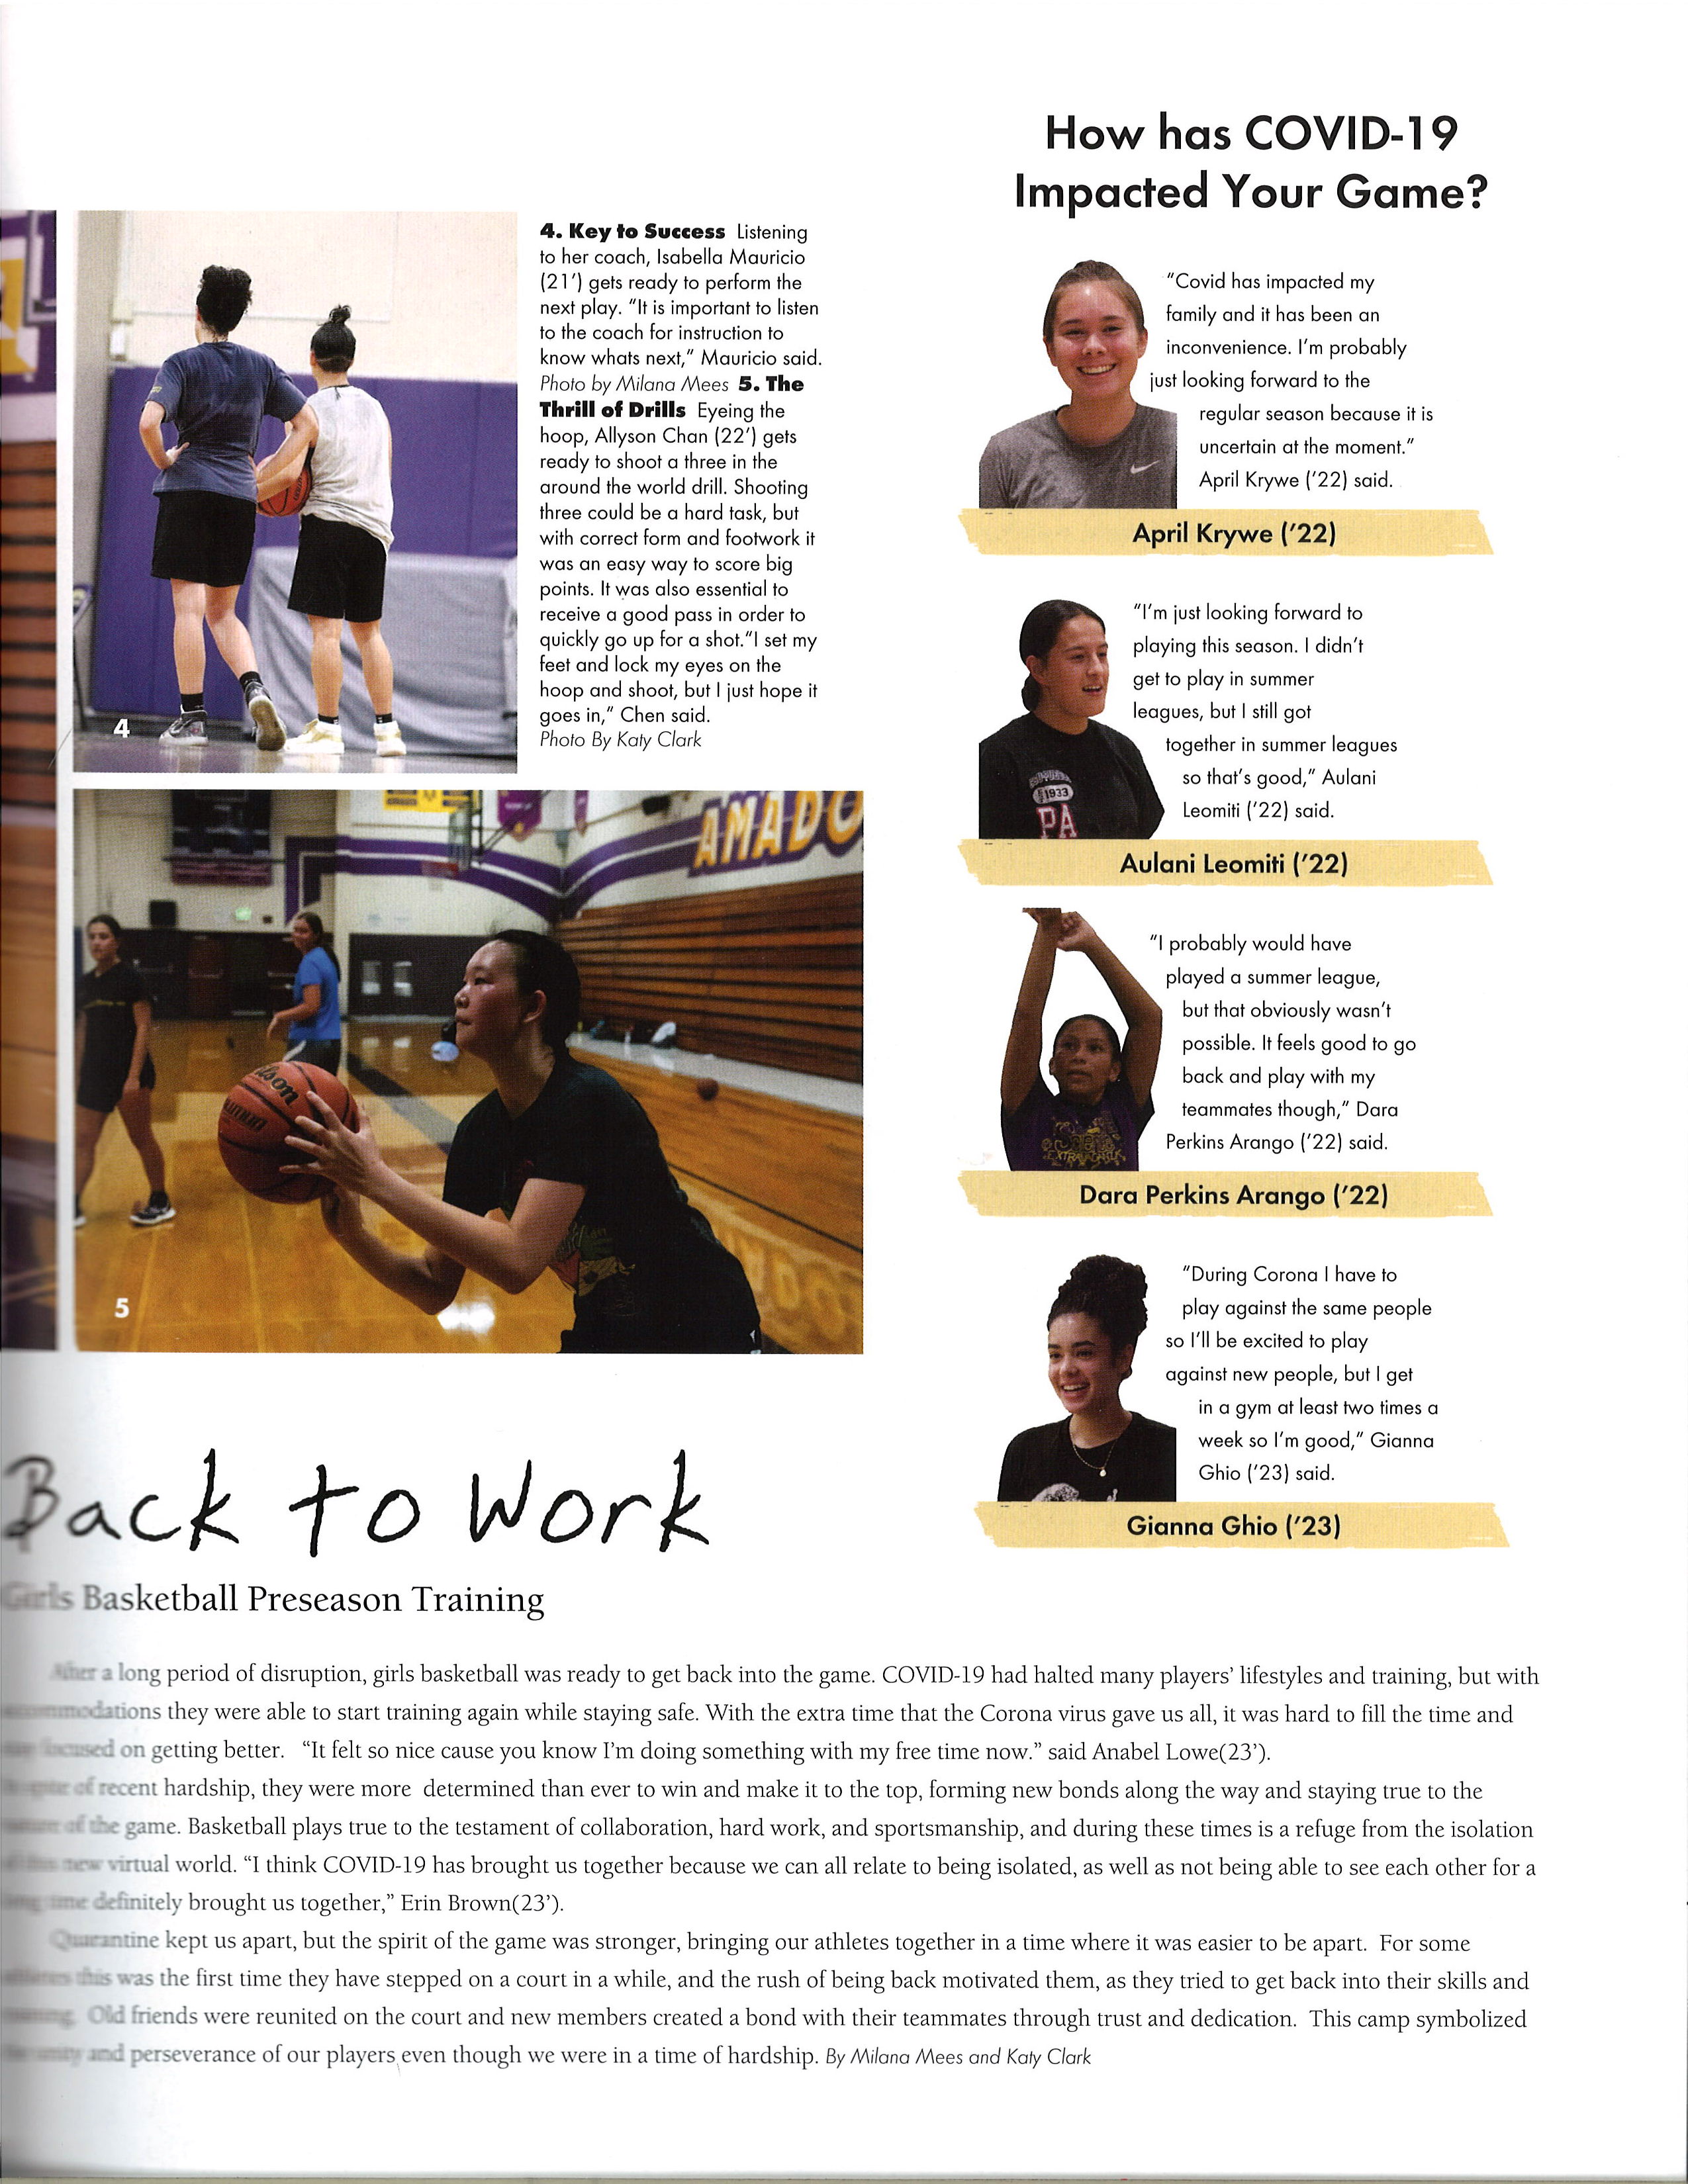 How has COVID-19
Impacted Your Game?
4. Key to Success Listening
to her coach, Isabella Mauricio
(21’) gets ready to perform the
next play. “It is important to listen
to the coach for instruction to
know whats next,” Mauricio said.
Photo by Milana Mees 5. The
Thrill of Drills Eyeing the
hoop, Allyson Chan (22’) gets
ready to shoot a three in the
around the world drill. Shooting
three could be a hard task, but
with correct form and footwork it
was an easy way to score big
points. It was also essential to
receive a good pass in order to
quickly go up for a shot.“I set my
feet and lock my eyes on the
hoop and shoot, but I just hope it
goes in,” Chen said.
Photo By Katy Clark
4
AMADO
5
“Covid has impacted my
family and it has been an
inconvenience. I’m probably
just looking forward to the
regular season because it is
uncertain at the moment.”
April Krywe (’22) said.
April Krywe (’22)
“I’m just looking forward to
playing this season. I didn’t
get to play in summer
leagues, but I still got
together in summer leagues
so that’s good,” Aulani
Leomiti (’22) said.
1933
PA
Aulani Leomiti (’22)
“I probably would have
played a summer league,
but that obviously wasn’t
possible. It feels good to go
back and play with my
teammates though,” Dara
Perkins Arango (’22) said.
Dara Perkins Arango (’22)
“During Corona I have to
play against the same people
so I’ll be excited to play
against new people, but I get
in a gym at least two times a
week so I’m good,” Gianna
Ghio (’23) said.
Gianna Ghio (’23)
Back to Work
Girls Basketball Preseason Training
After a long period of disruption, girls basketball was ready to get back into the game. COVID-19 had halted many players’ lifestyles and training, but with
they were able to start training again while staying safe. With the extra time that the Corona virus gave us all, it was hard to fill the time and
focused on getting better. “It felt so nice cause you know I’m doing something with my free time now.” said Anabel Lowe(23’).
of recent hardship, they were more determined than ever to win and make it to the top, forming new bonds along the way and staying true to the
of the game. Basketball plays true to the testament of collaboration, hard work, and sportsmanship, and during these times is a refuge from the isolation
new virtual world. “I think COVID-19 has brought us together because we can all relate to being isolated, as well as not being able to see each other for a
time definitely brought us together,” Erin Brown(23’).
Quarantine kept us apart, but the spirit of the game was stronger, bringing our athletes together in a time where it was easier to be apart. For some
this was the first time they have stepped on a court in a while, and the rush of being back motivated them, as they tried to get back into their skills and
Old friends were reunited on the court and new members created a bond with their teammates through trust and dedication. This camp symbolized
unity and perseverance of our players even though we were in a time of hardship. By Milana Mees and Katy Clark